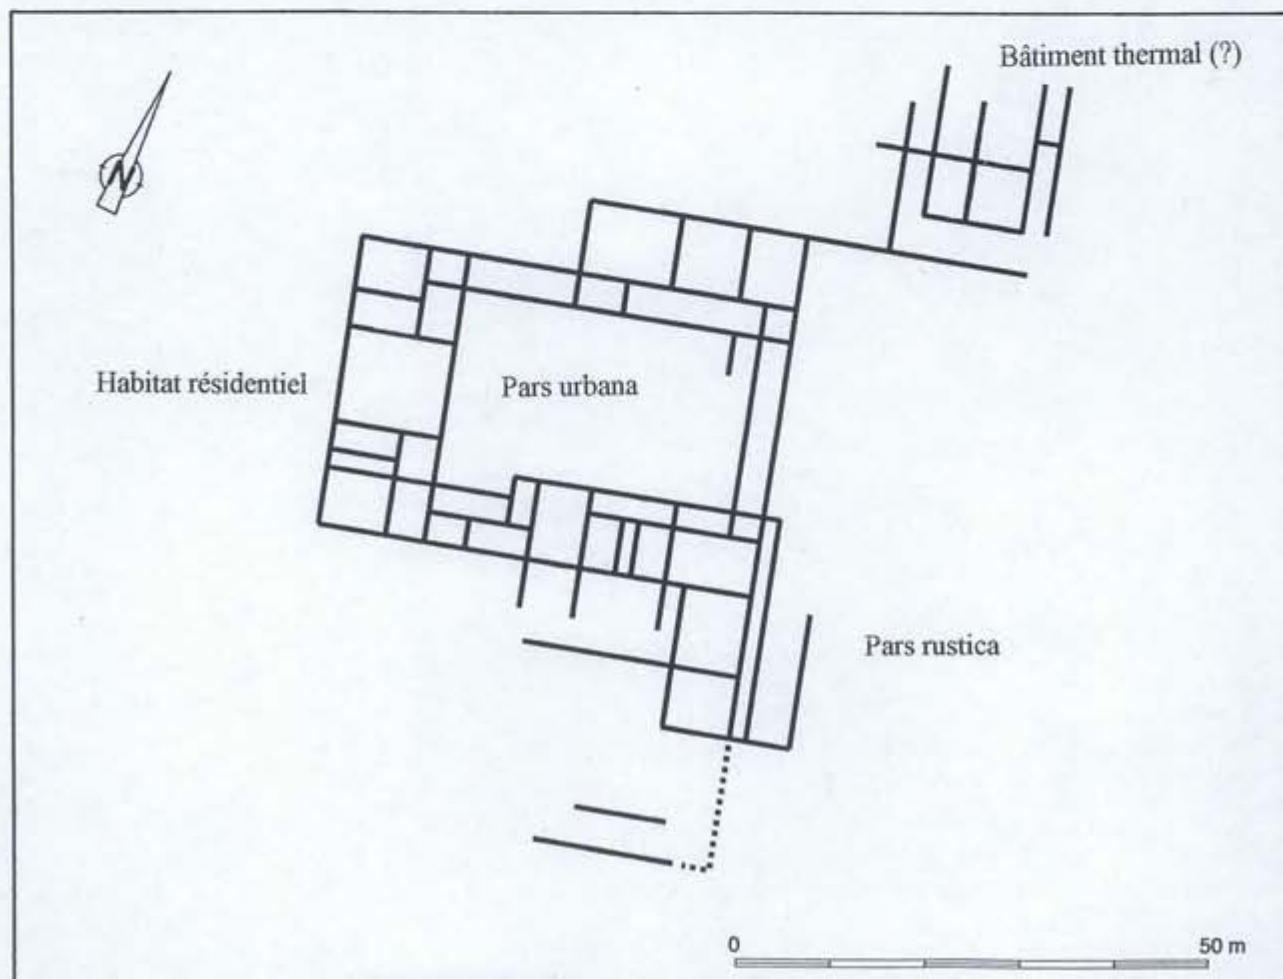 Bâtiment thermal (?)
N
Habitat résidentiel
Pars urbana
Pars rustica
0 50 m